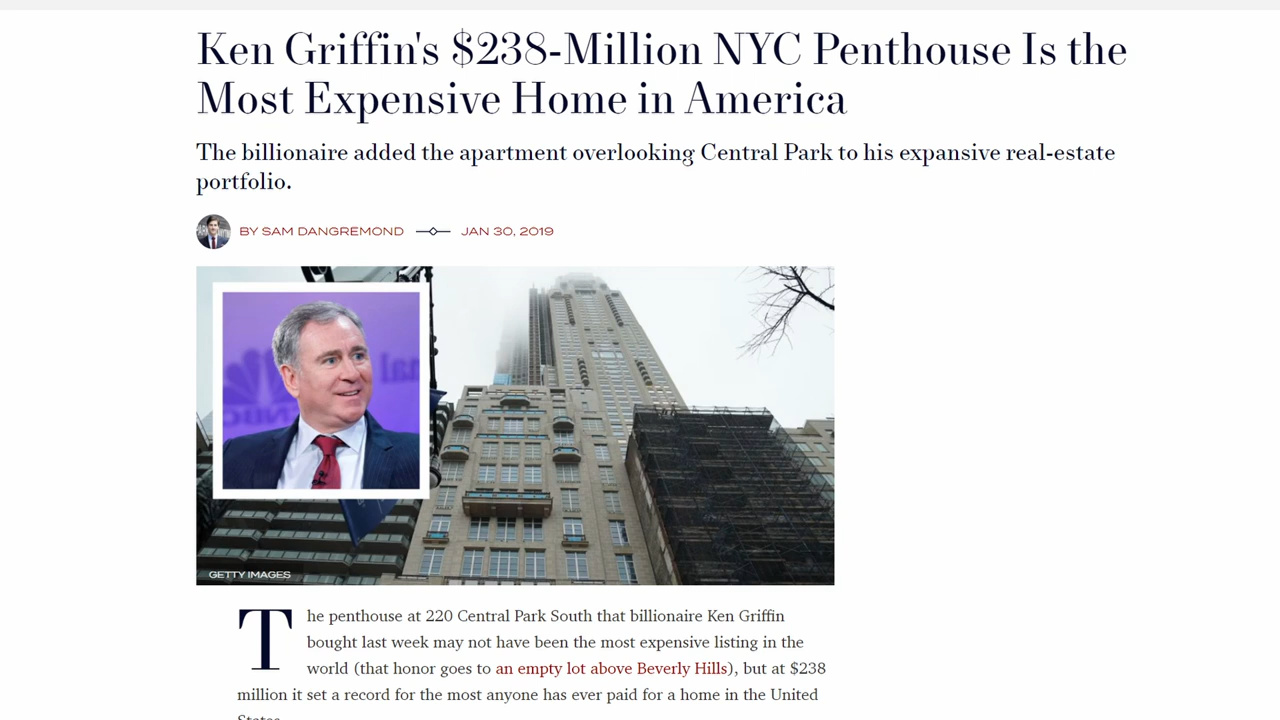 Ken Griffin's $238-Million NYC Penthouse Is the
Most Expensive Home in America
The billionaire added the apartment overlooking Central Park to his expansive real-estate
portfolio.
BY SAM DANGREMOND JAN 30, 2019
GETTY IMAGES
The penthouse at 220 Central Park South that billionaire Ken Griffin
bought last week may not have been the most expensive listing in the
world (that honor goes to an empty lot above Beverly Hills), but at $238
million it set a record for the most anyone has ever paid for a home in the United